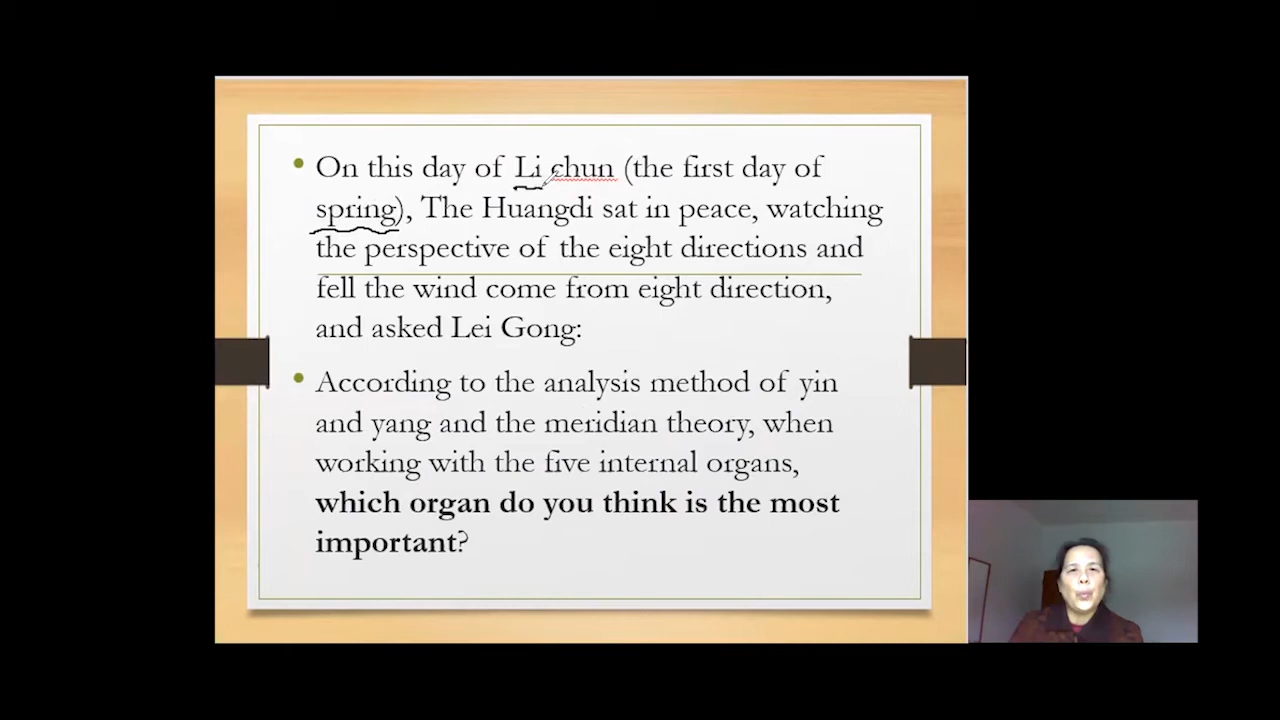 • On this day of Li chun (the first day of
spring), The Huangdi sat in peace, watching
the perspective of the eight directions and
fell the wind come from eight direction,
and asked Lei Gong:
• According to the analysis method of yin
and yang and the meridian theory, when
working with the five internal organs,
which organ do you think is the most
important?